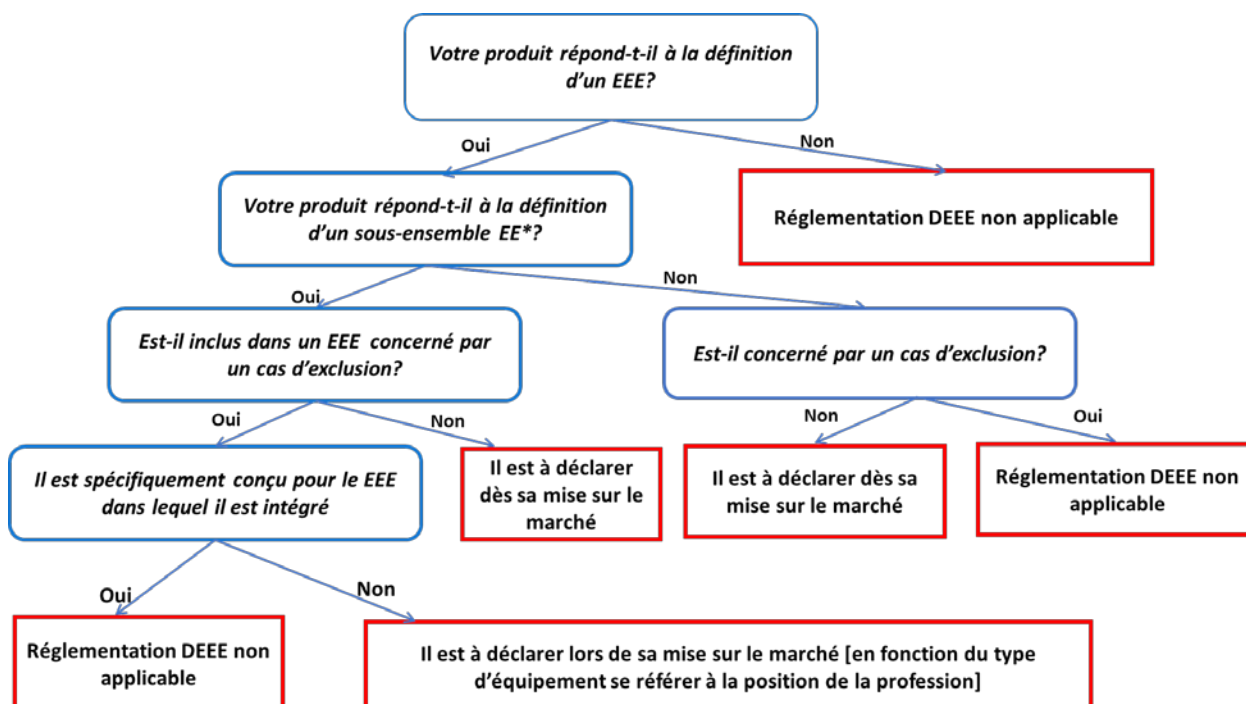 Votre produit répond-t-il à la définition
d'un EEE?
Oui
Non
Votre produit répond-t-il à la définition
d'un sous-ensemble EE*?
Réglementation DEEE non applicable
Oui
Non
Est-il inclus dans un EEE concerné par
un cas d'exclusion?
Est-il concerné par un cas d'exclusion?
Oui
Non
Non
Oui
Il est spécifiquement conçu pour le EEE
dans lequel il est intégré
Il est à déclarer
dès sa mise sur le
marché
Il est à déclarer dès sa
mise sur le marché
Réglementation DEEE non
applicable
Oui
Non
Réglementation DEEE non
applicable
Il est à déclarer lors de sa mise sur le marché [en fonction du type
d'équipement se référer à la position de la profession]